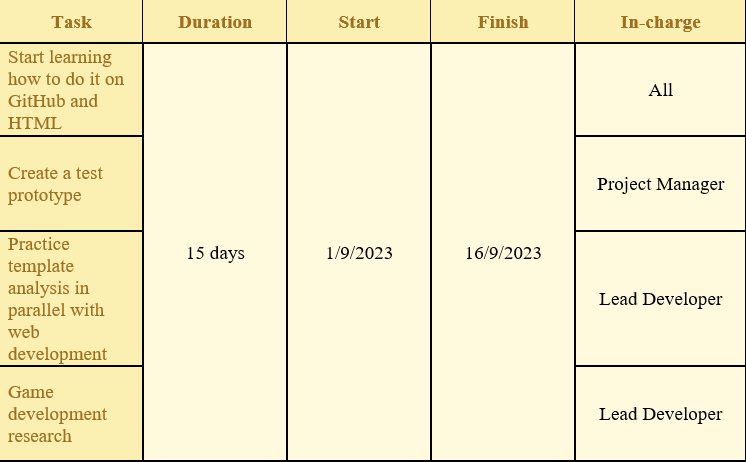 Task Duration Start Finish In-charge
Start learning
how to do it on
GitHub and
HTML
All
Create a test
prototype
Project Manager
Practice
template
analysis in
parallel with
web
development
15 days 1/9/2023 16/9/2023
Lead Developer
Game
development
research
Lead Developer